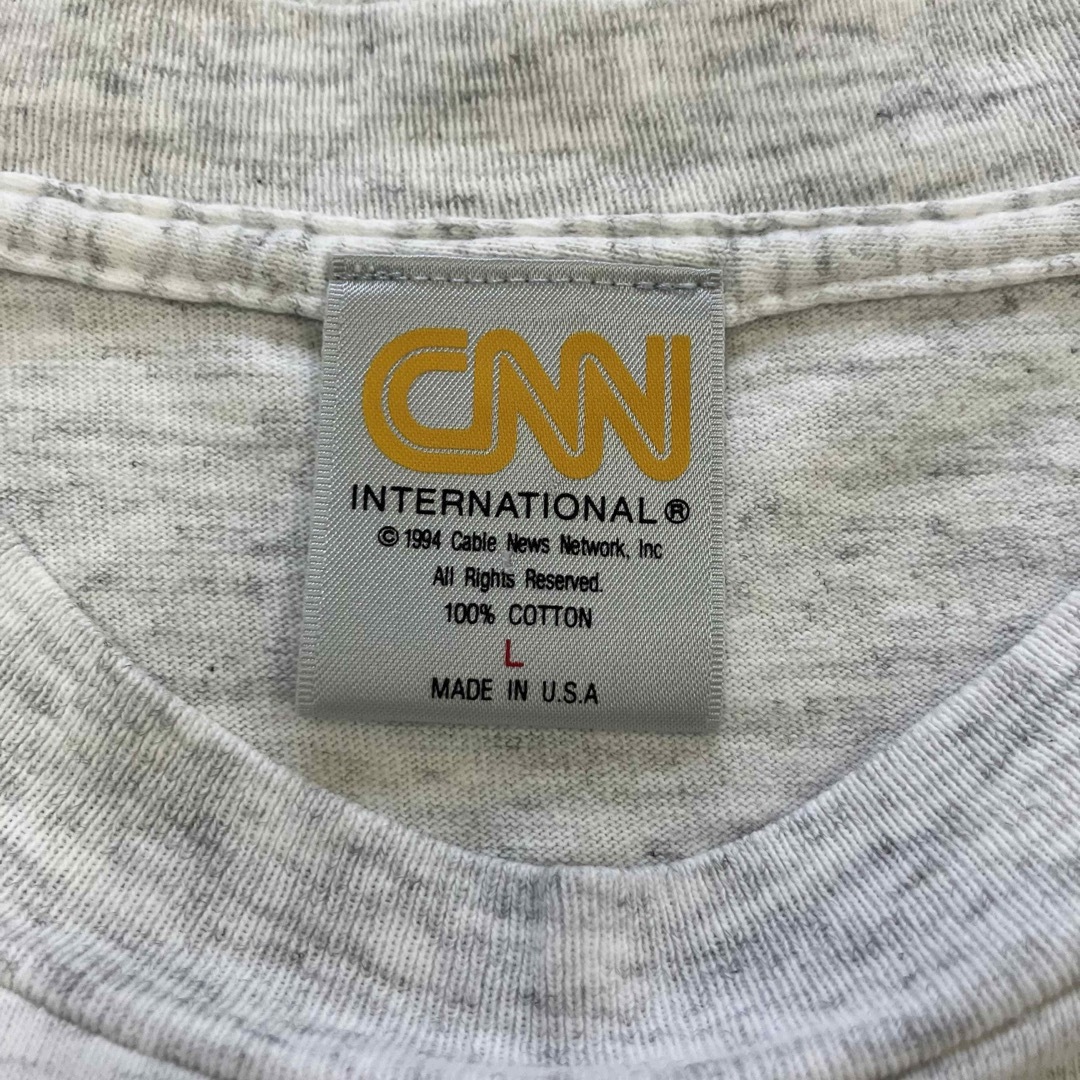 CNN
INTERNATIONAL®
© 1994 Cable News Network, Inc
All Rights Reserved.
100% COTTON
L
MADE IN U.S.A